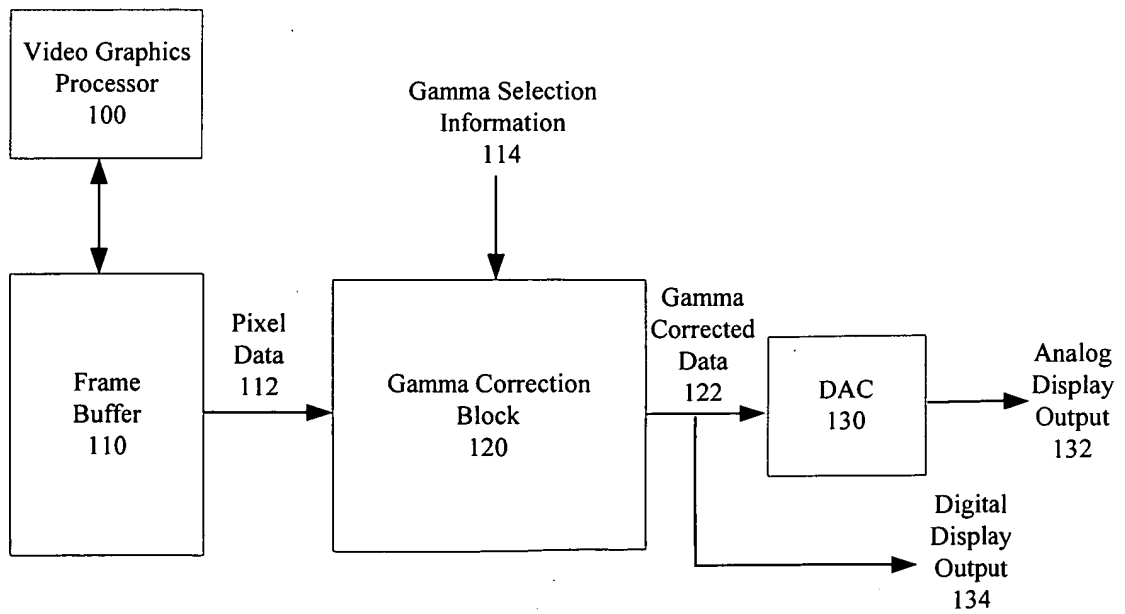 Video Graphics
Processor
100
Gamma Selection
Information
114
Frame
Buffer
110
Pixel
Data
112
Gamma Correction
Block
120
Gamma
Corrected
Data
122
DAC
130
Analog
Display
Output
132
Digital
Display
Output
134